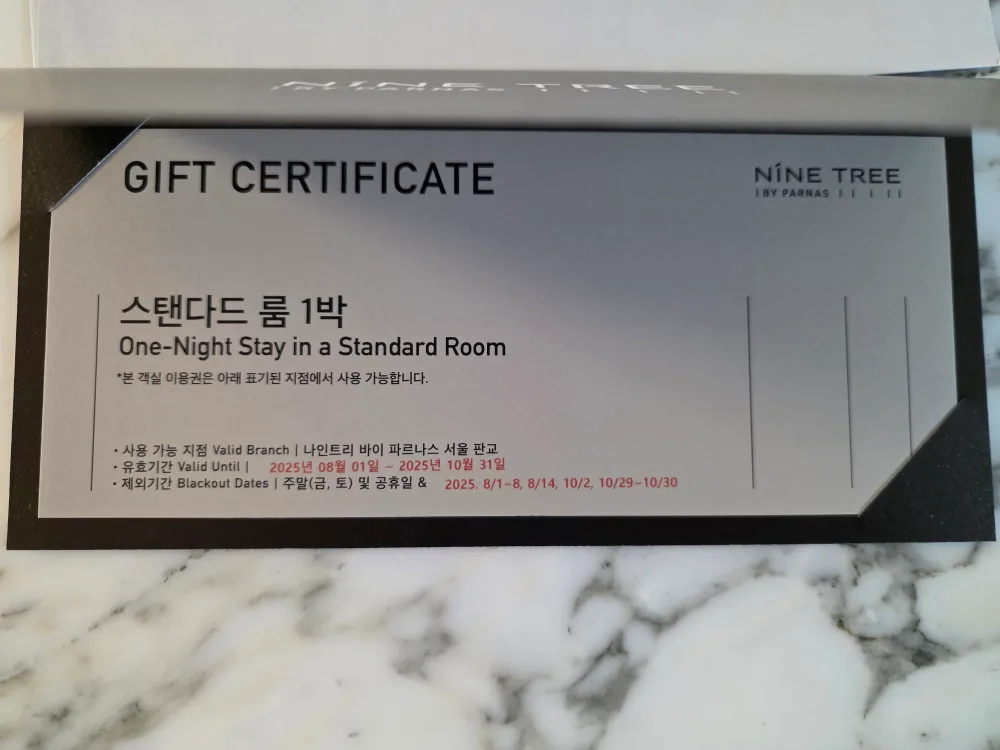 NíNE TREE
BY PARNAS
GIFT CERTIFICATE
NíNE TREE
BY PARNAS
스탠다드 룸 1박
One-Night Stay in a Standard Room
*본 객실 이용권은 아래 표기된 지점에서 사용 가능합니다.
• 사용 가능 지점 Valid Branch | 나인트리 바이 파르나스 서울 판교
• 유효기간 Valid Until | 2025년 08월 01일 ~ 2025년 10월 31일
• 제외기간 Blackout Dates | 주말(금, 토) 및 공휴일 & 2025. 8/1~8, 8/14, 10/2, 10/29~10/30